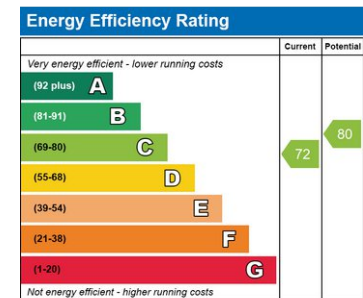 Energy Efficiency Rating
Current Potential
Very energy efficient - lower running costs
(92 plus) A
(81-91) B
(69-80) C
(55-68) D
(39-54) E
(21-38) F
(1-20) G
72
80
Not energy efficient - higher running costs